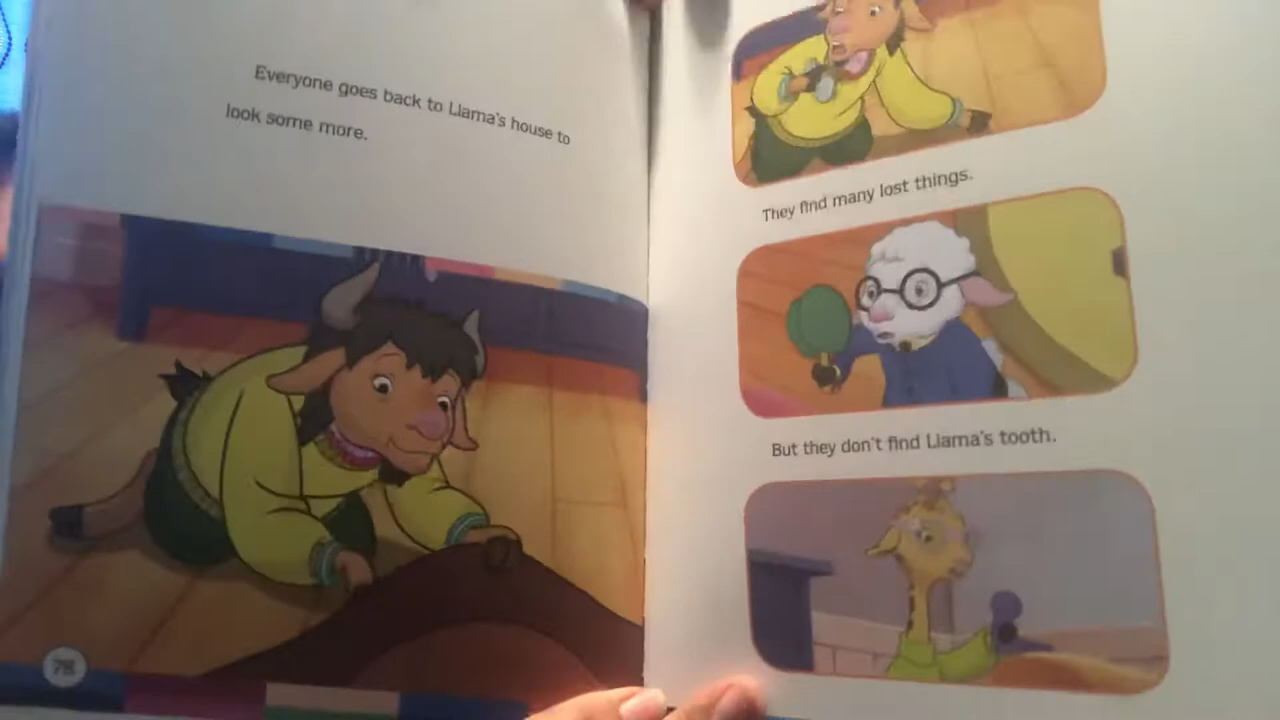 Everyone goes back to Llama's house to
look some more.
They find many lost things.
But they don't find Llama's tooth.